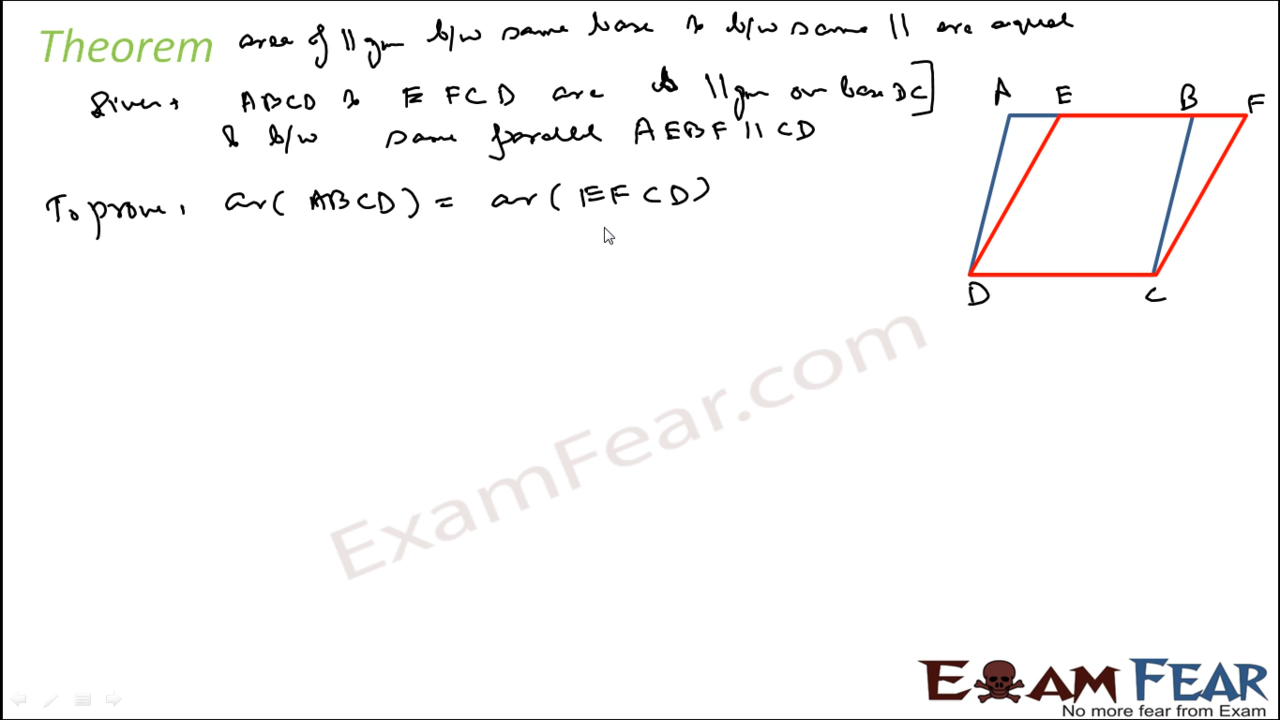 Theorem area of ||gm b/w same base & b/w same || are equal
Given, ABCD & EFCD are ||gm on base DC]
& b/w same parallel AEBF || CD
To prove, ar(ABCD) = ar(EFCD)
A E B F
D C
ExamFear.com
EXAM FEAR
No more fear from Exam